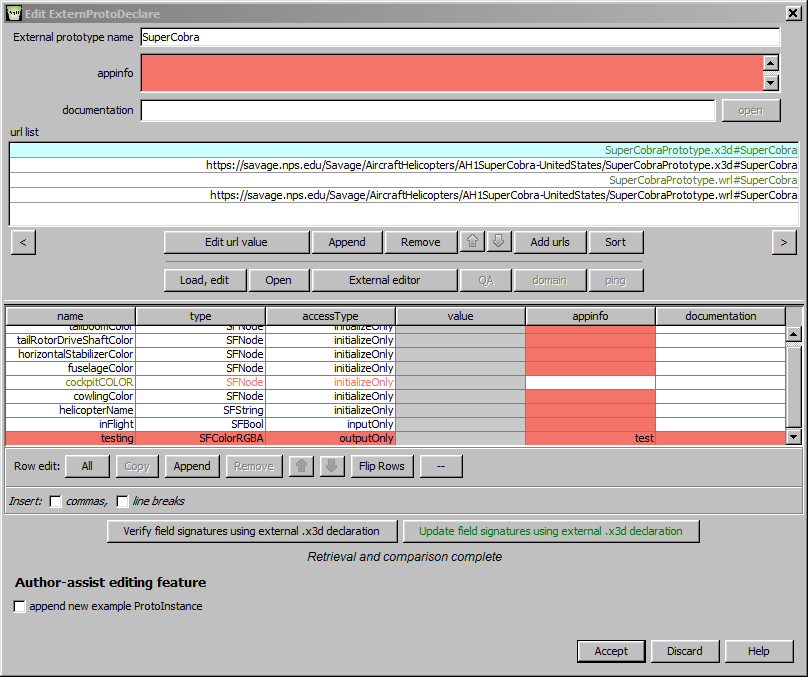 Edit ExternProtoDeclare
External prototype name SuperCobra
appinfo
documentation open
url list
SuperCobraPrototype.x3d#SuperCobra
https://savage.nps.edu/Savage/AircraftHelicopters/AH1SuperCobra-UnitedStates/SuperCobraPrototype.x3d#SuperCobra
SuperCobraPrototype.wrl#SuperCobra
https://savage.nps.edu/Savage/AircraftHelicopters/AH1SuperCobra-UnitedStates/SuperCobraPrototype.wrl#SuperCobra
< Edit url value Append Remove Add urls Sort >
Load, edit Open External editor QA domain ping
name type accessType value appinfo documentation
tailBoomColor SFNode initializeOnly
tailRotorDriveShaftColor SFNode initializeOnly
horizontalStabilizerColor SFNode initializeOnly
fuselageColor SFNode initializeOnly
cockpitCOLOR SFNode initializeOnly
cowlingColor SFNode initializeOnly
helicopterName SFString initializeOnly
inFlight SFBool inputOnly
testing SFColorRGBA outputOnly test
Row edit: All Copy Append Remove Flip Rows --
Insert: commas, line breaks
Verify field signatures using external .x3d declaration Update field signatures using external .x3d declaration
Retrieval and comparison complete
Author-assist editing feature
append new example ProtoInstance
Accept Discard Help